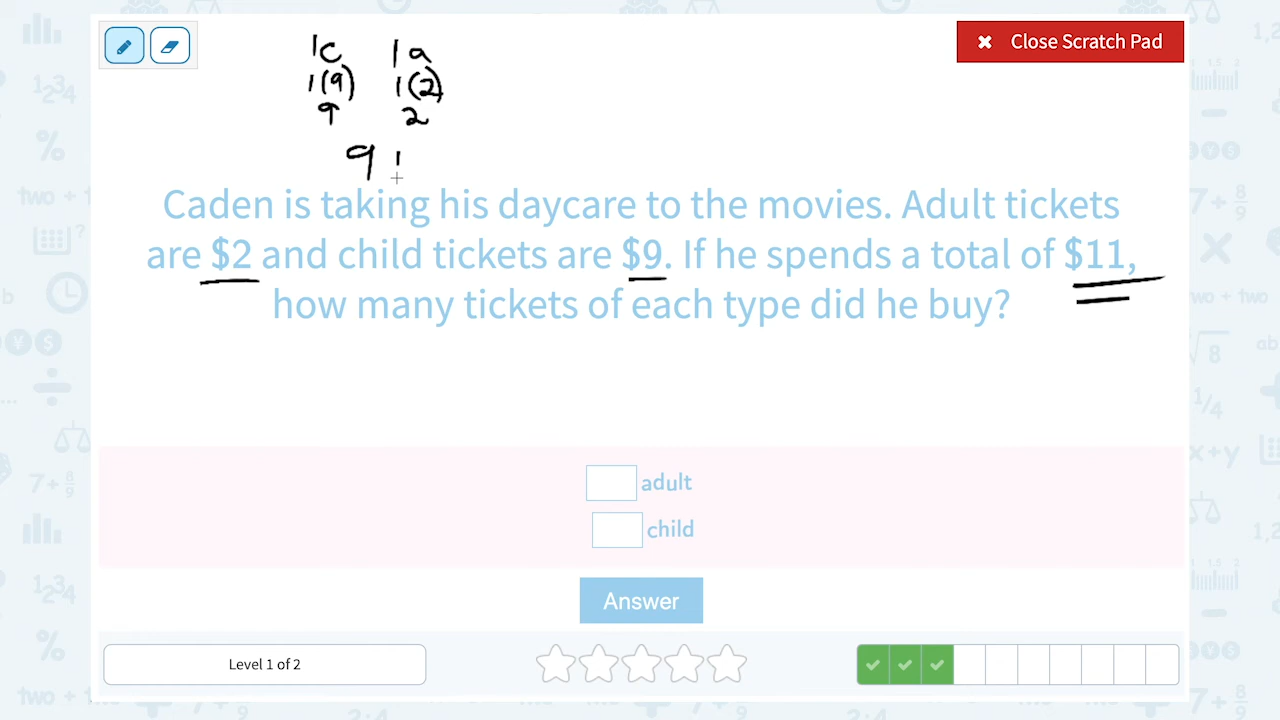 Close Scratch Pad
1c 1a
1(9) 1(2)
9 2
9
Caden is taking his daycare to the movies. Adult tickets
are $2 and child tickets are $9. If he spends a total of $11,
how many tickets of each type did he buy?
adult
child
Answer
Level 1 of 2